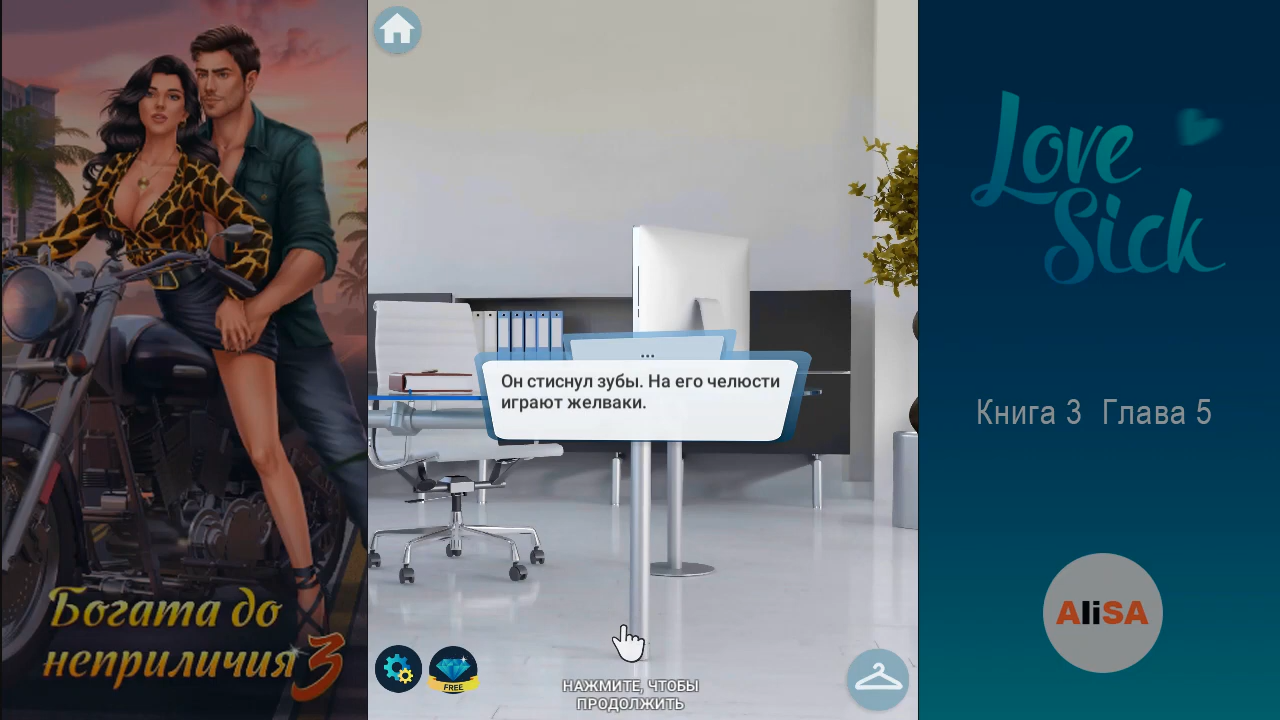 Богата до
неприличия 3
...
Он стиснул зубы. На его челюсти
играют желваки.
FREE
НАЖМИТЕ, ЧТОБЫ
ПРОДОЛЖИТЬ
Love
Sick
Книга 3 Глава 5
AliSA